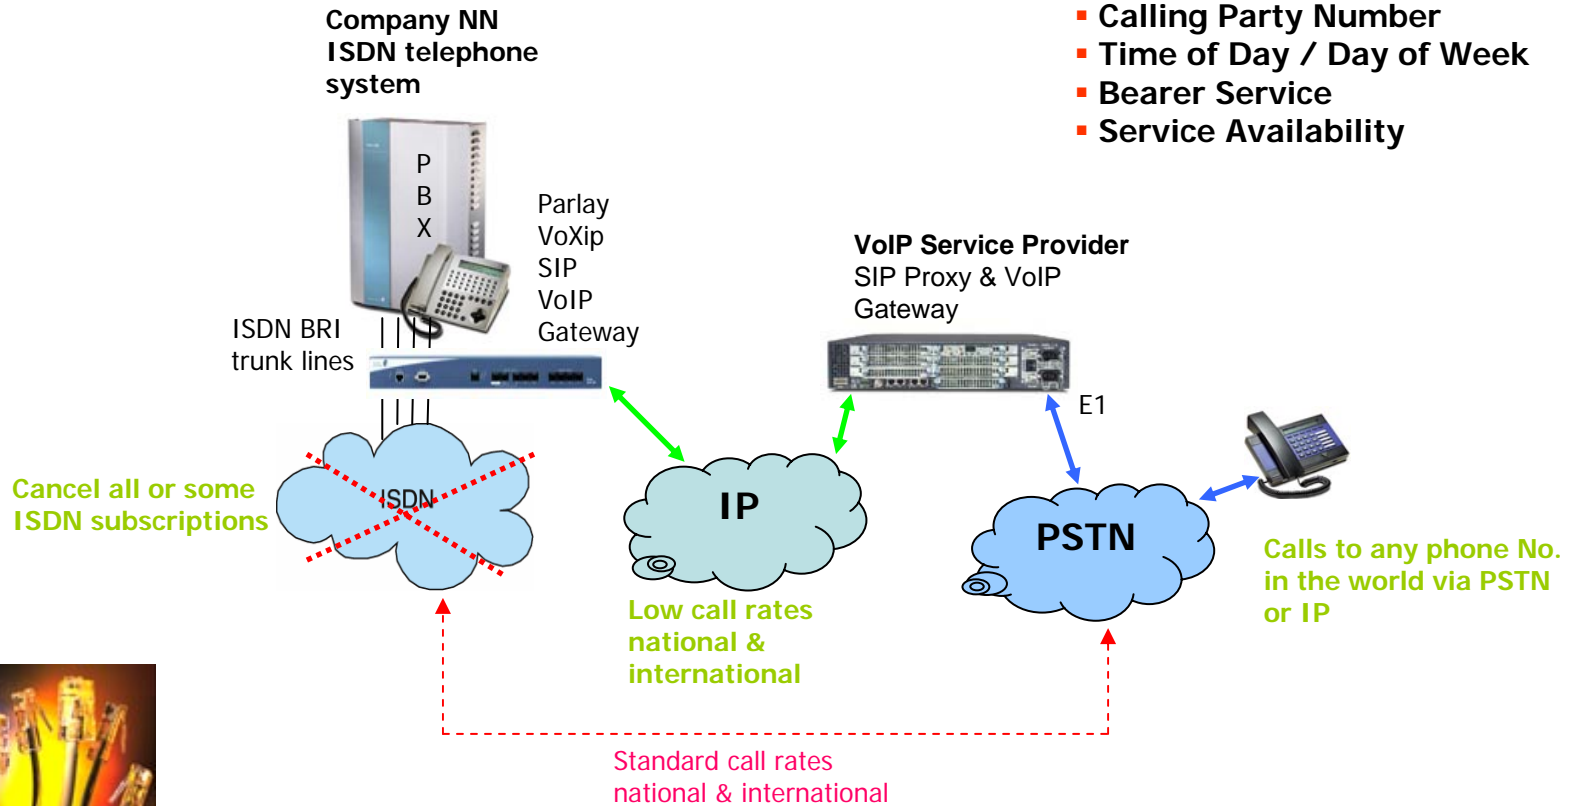 Company NN
ISDN telephone
system
Calling Party Number
Time of Day / Day of Week
Bearer Service
Service Availability
P
B
X
Parlay
VoXip
SIP
VoIP
Gateway
ISDN BRI
trunk lines
VoIP Service Provider
SIP Proxy & VoIP
Gateway
E1
Cancel all or some
ISDN subscriptions
ISDN
IP
PSTN
Calls to any phone No.
in the world via PSTN
or IP
Low call rates
national &
international
Standard call rates
national & international